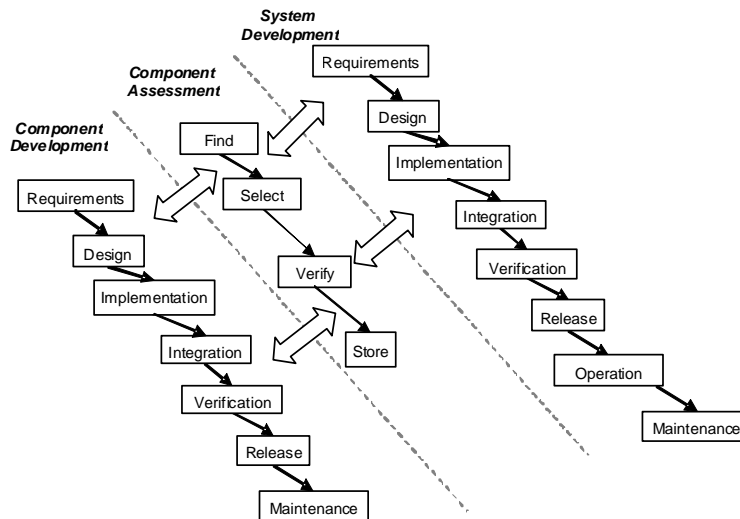 Component
Development
Requirements
Design
Implementation
Integration
Verification
Release
Maintenance
Component
Assessment
Find
Select
Verify
Store
System
Development
Requirements
Design
Implementation
Integration
Verification
Release
Operation
Maintenance